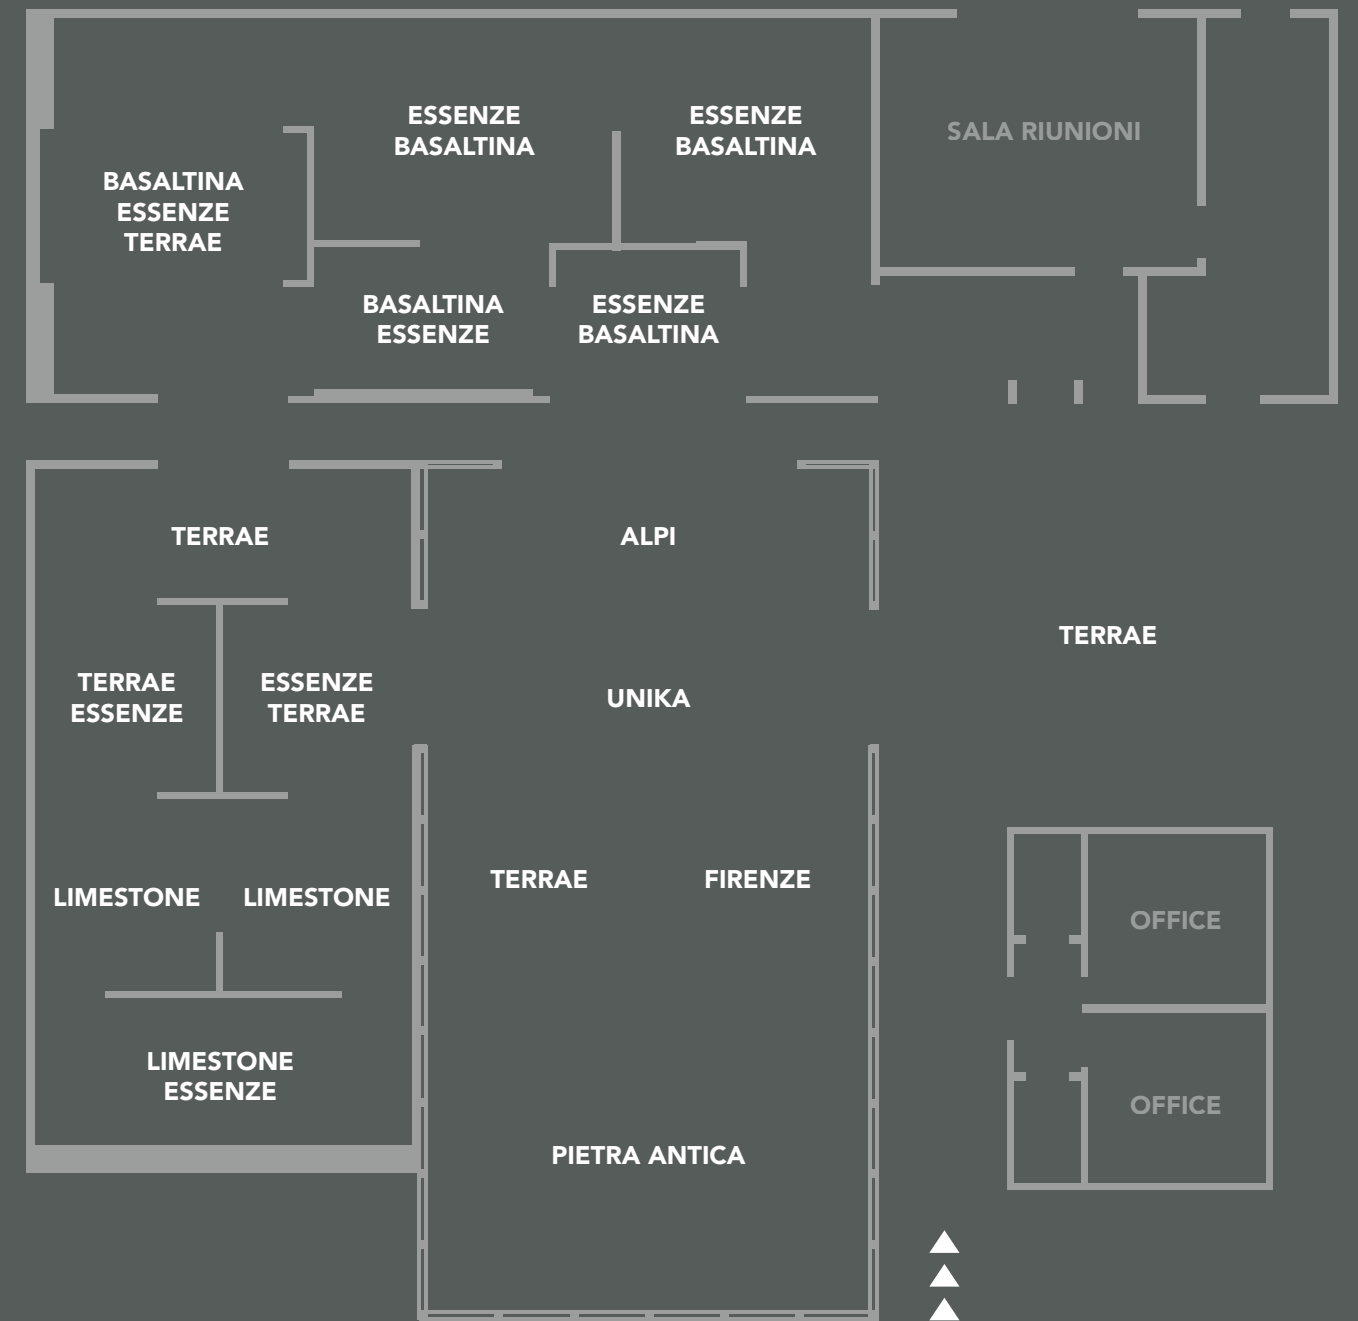 ESSENZE
BASALTINA
ESSENZE
BASALTINA
SALA RIUNIONI
BASALTINA
ESSENZE
TERRAE
BASALTINA
ESSENZE
ESSENZE
BASALTINA
TERRAE
ALPI
TERRAE
TERRAE
ESSENZE
ESSENZE
TERRAE
UNIKA
LIMESTONE
LIMESTONE
TERRAE
FIRENZE
OFFICE
LIMESTONE
ESSENZE
OFFICE
PIETRA ANTICA